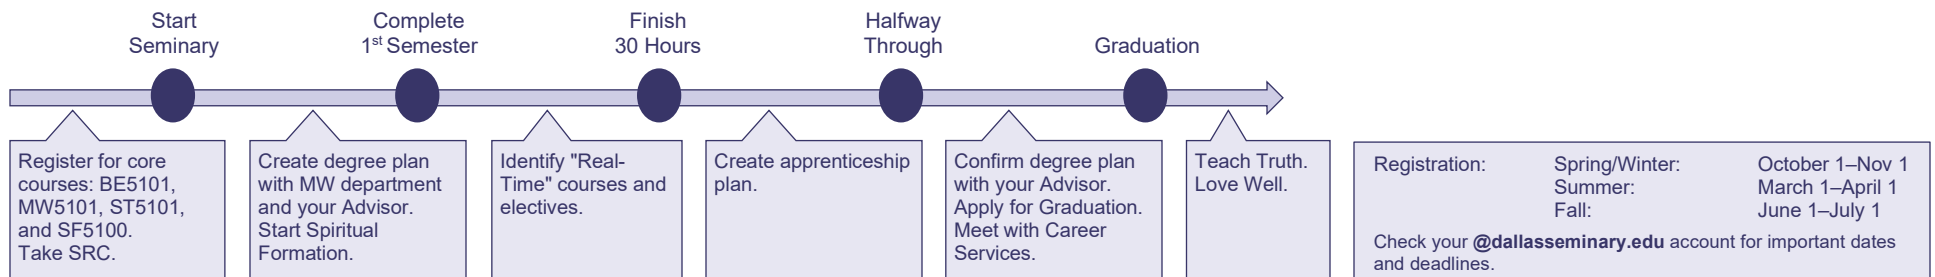 Start
Seminary
Complete
1st Semester
Finish
30 Hours
Halfway
Through
Graduation
Register for core
courses: BE5101,
MW5101, ST5101,
and SF5100.
Take SRC.
Create degree plan
with MW department
and your Advisor.
Start Spiritual
Formation.
Identify "Real-
Time" courses and
electives.
Create apprenticeship
plan.
Confirm degree plan
with your Advisor.
Apply for Graduation.
Meet with Career
Services.
Teach Truth.
Love Well.
Registration: Spring/Winter: October 1–Nov 1
Summer: March 1–April 1
Fall: June 1–July 1
Check your @dallasseminary.edu account for important dates
and deadlines.